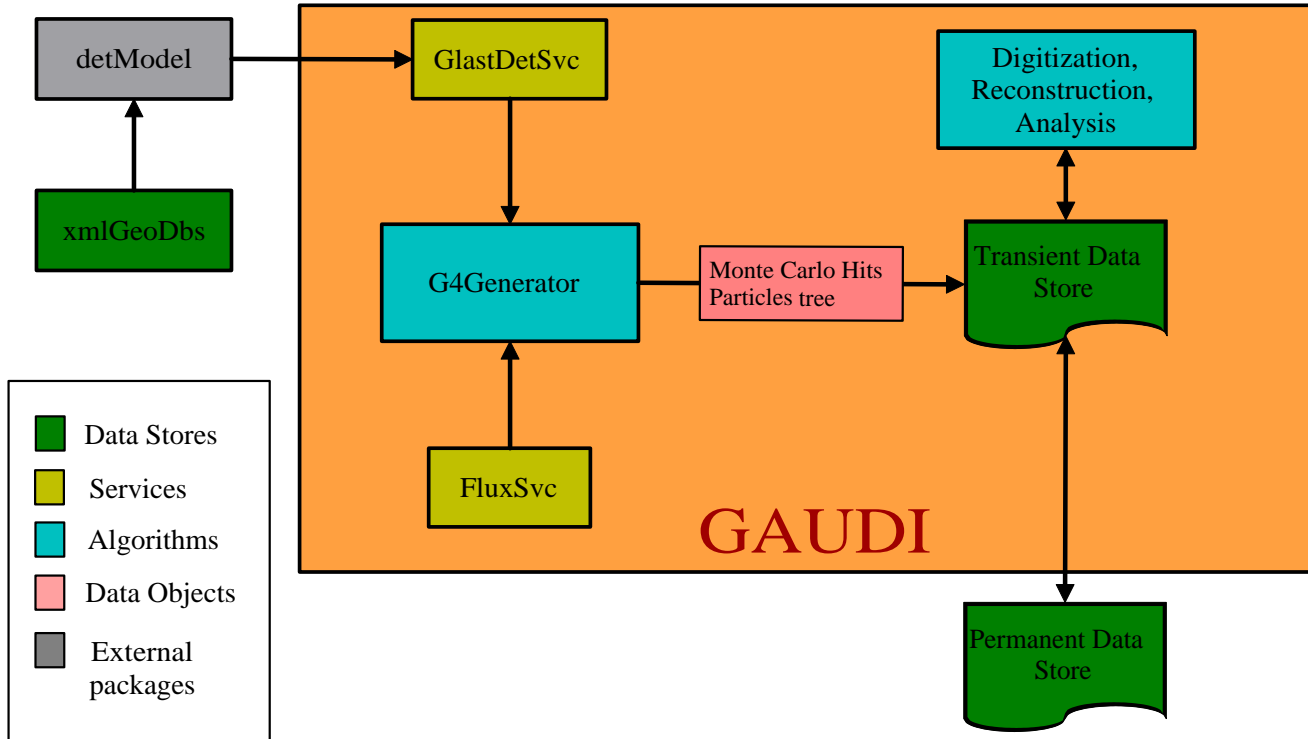 detModel
GlastDetSvc
Digitization,
Reconstruction,
Analysis
xmlGeoDbs
G4Generator
Monte Carlo Hits
Particles tree
Transient Data
Store
FluxSvc
GAUDI
Data Stores
Services
Algorithms
Data Objects
External
packages
Permanent Data
Store